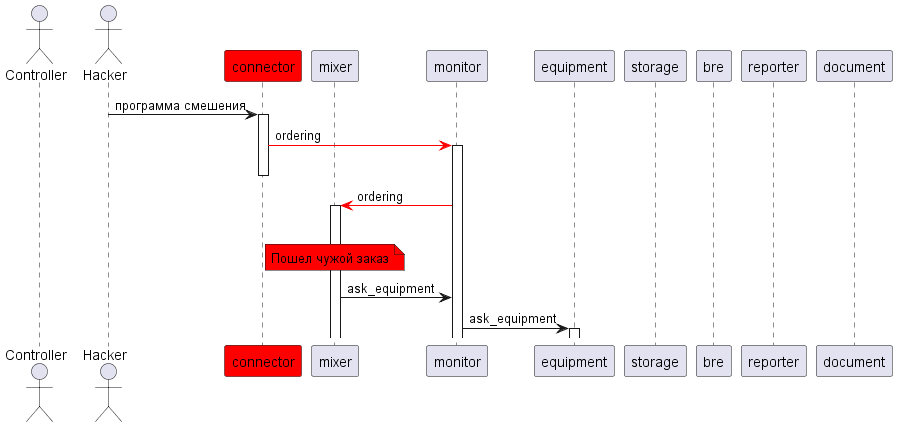 Controller
Hacker
connector
mixer
monitor
equipment
storage
bre
reporter
document
программа смешения
ordering
ordering
Пошел чужой заказ
ask_equipment
ask_equipment
Controller
Hacker
connector
mixer
monitor
equipment
storage
bre
reporter
document